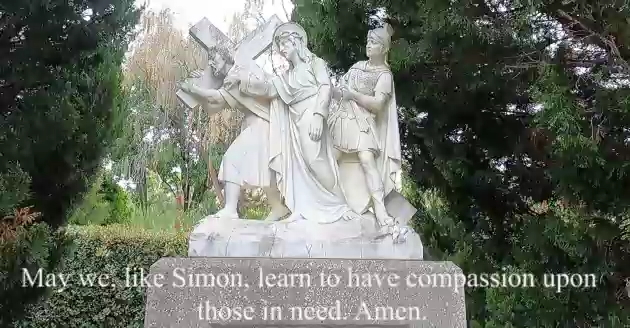 May we, like Simon, learn to have compassion upon
those in need. Amen.